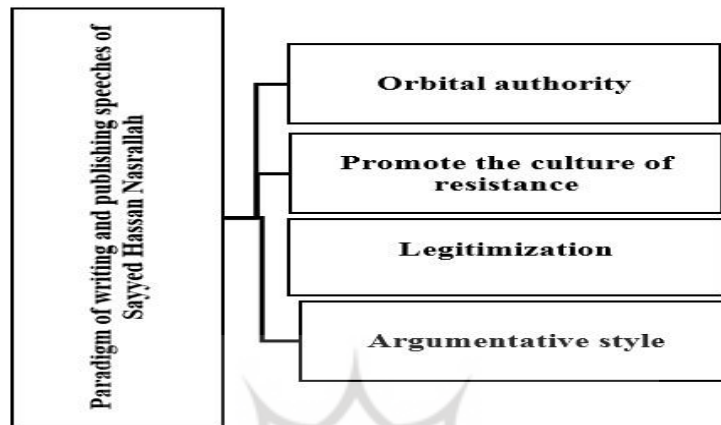 Paradigm of writing and publishing speeches of
Sayyed Hassan Nasrallah
Orbital authority
Promote the culture of
resistance
Legitimization
Argumentative style